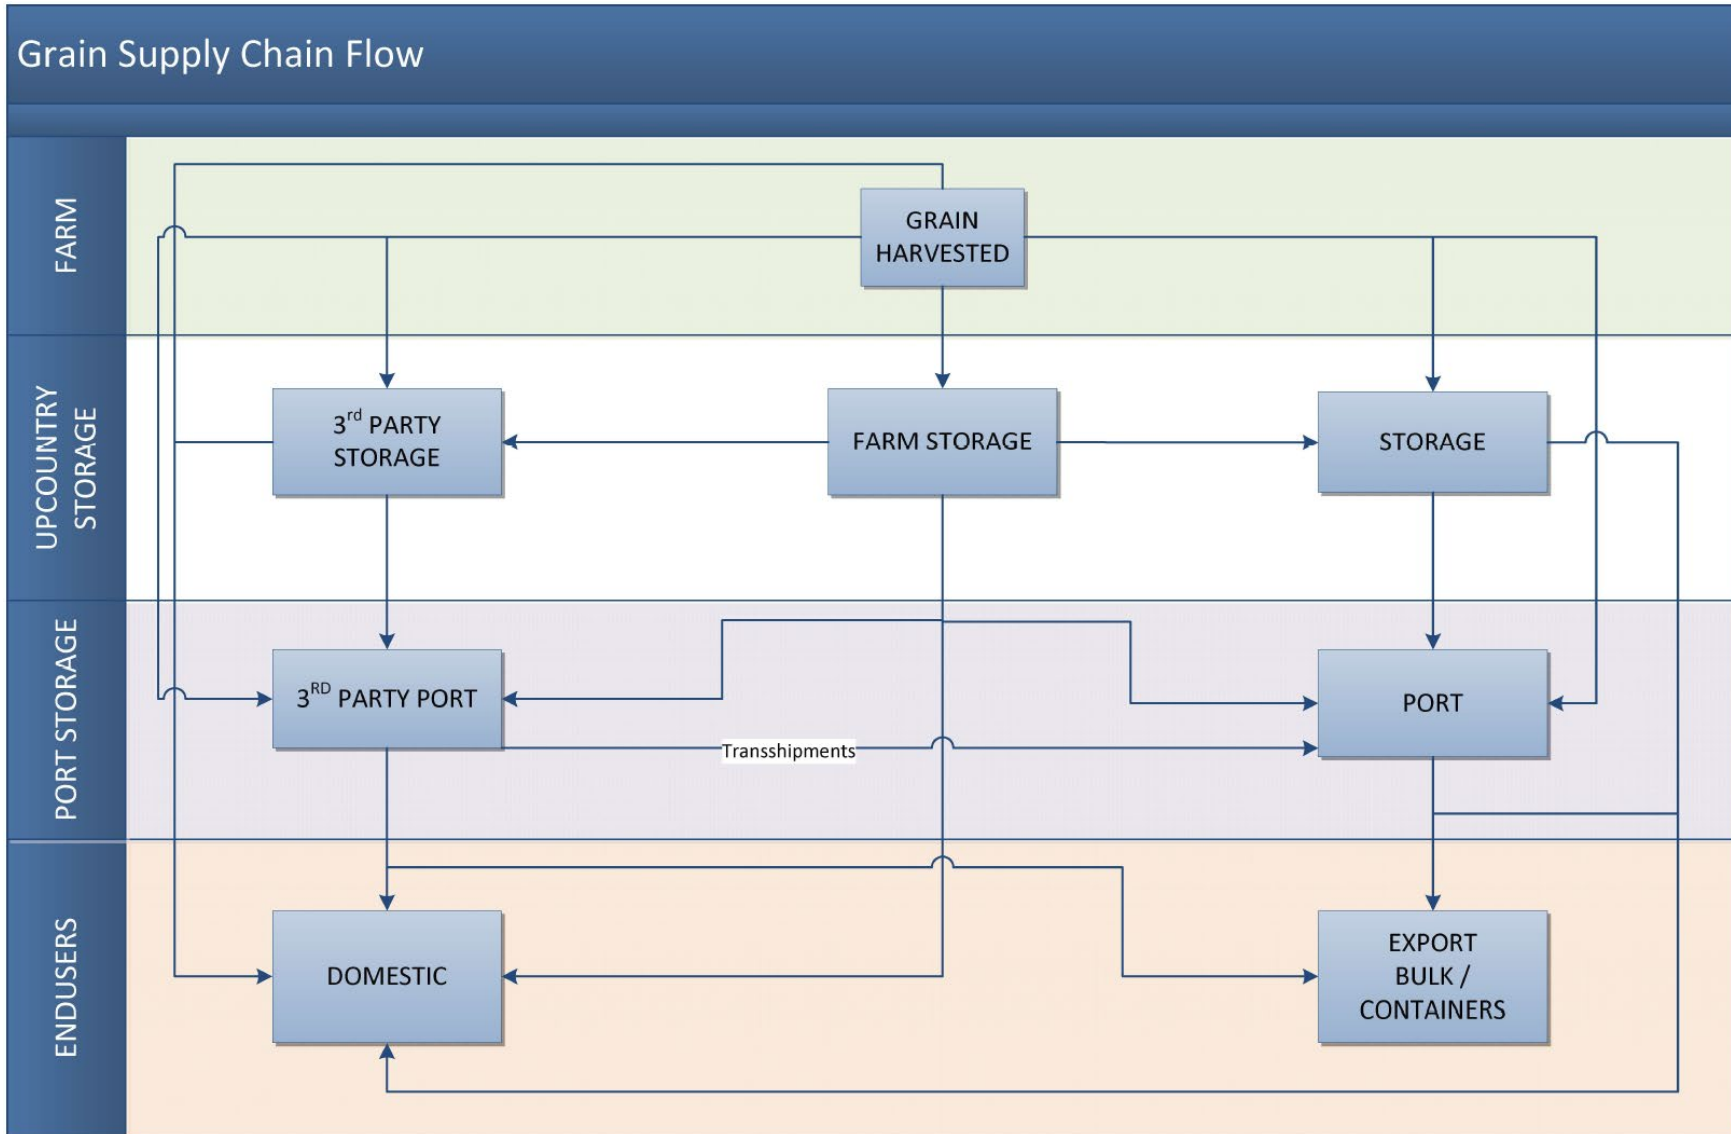 Grain Supply Chain Flow
FARM
GRAIN
HARVESTED
UPCOUNTRY
STORAGE
3rd PARTY
STORAGE
FARM STORAGE
STORAGE
PORT STORAGE
3RD PARTY PORT
PORT
Transshipments
ENDUSERS
DOMESTIC
EXPORT
BULK /
CONTAINERS